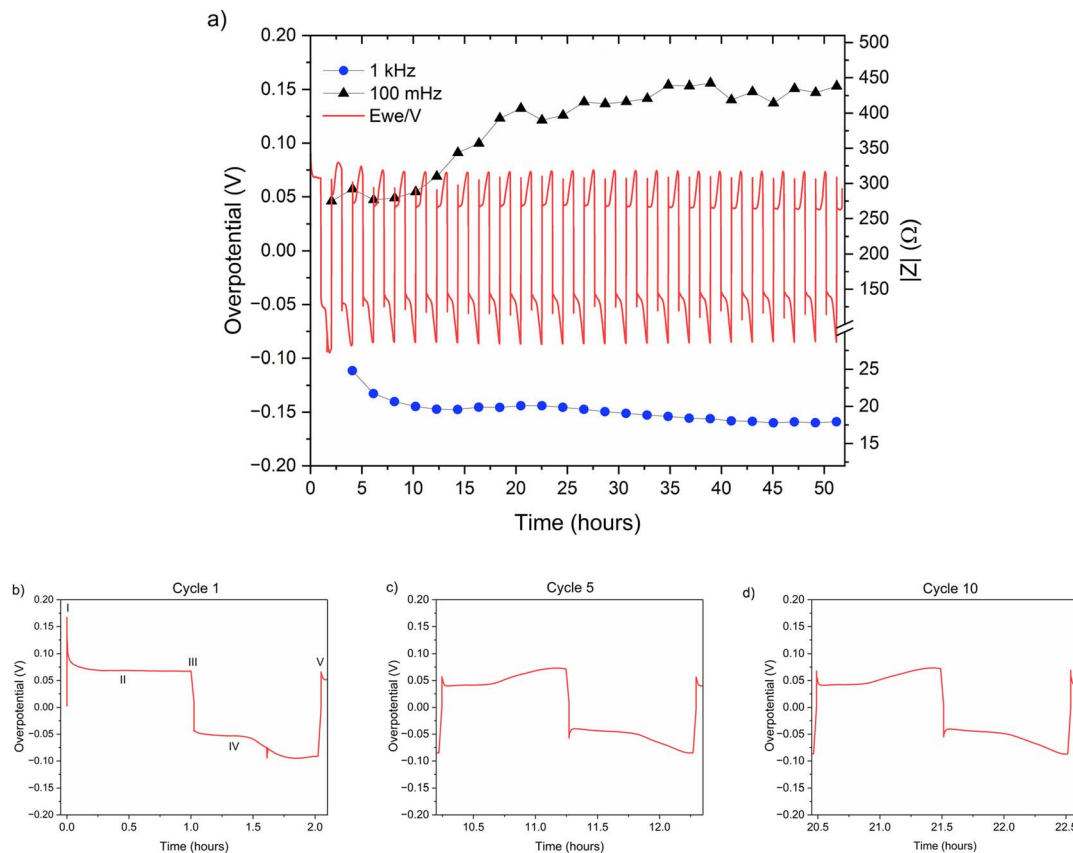 a)
0.20
0.15
0.10
0.05
0.00
−0.05
−0.10
−0.15
−0.20
Overpotential (V)
1 kHz
100 mHz
Ewe/V
500
450
400
350
300
250
200
150
25
20
15
|Z| (Ω)
0 5 10 15 20 25 30 35 40 45 50
Time (hours)
b)
Cycle 1
0.20
0.15
0.10
0.05
0.00
−0.05
−0.10
−0.15
−0.20
Overpotential (V)
I
II
III
IV
V
0.0 0.5 1.0 1.5 2.0
Time (hours)
c)
Cycle 5
0.20
0.15
0.10
0.05
0.00
−0.05
−0.10
−0.15
−0.20
Overpotential (V)
10.5 11.0 11.5 12.0
Time (hours)
d)
Cycle 10
0.20
0.15
0.10
0.05
0.00
−0.05
−0.10
−0.15
−0.20
Overpotential (V)
20.5 21.0 21.5 22.0 22.5
Time (hours)